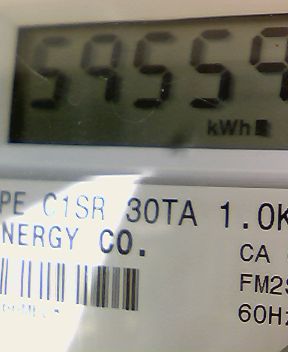 59559
kWh
PE C1SR 30TA 1.0K
NERGY CO.
CA
FM2S
60Hz